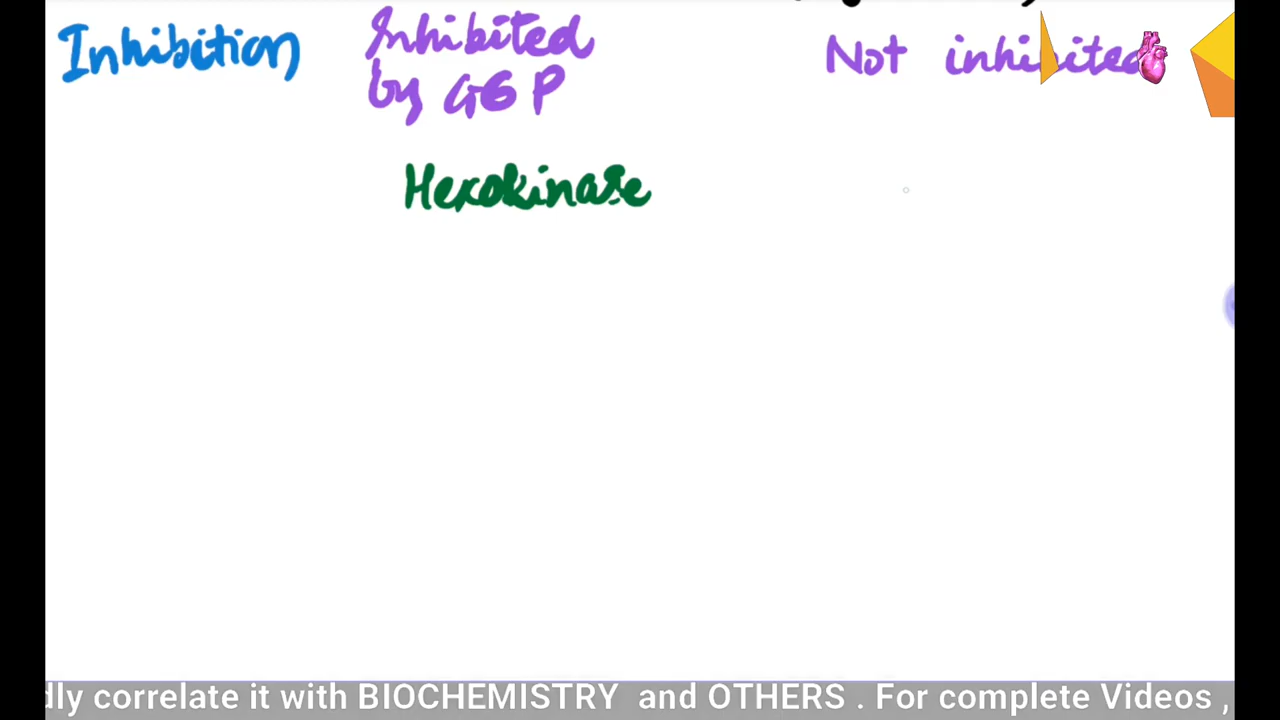 Inhibition Inhibited Not inhibited
by G6P
Hexokinase
dly correlate it with BIOCHEMISTRY and OTHERS . For complete Videos ,